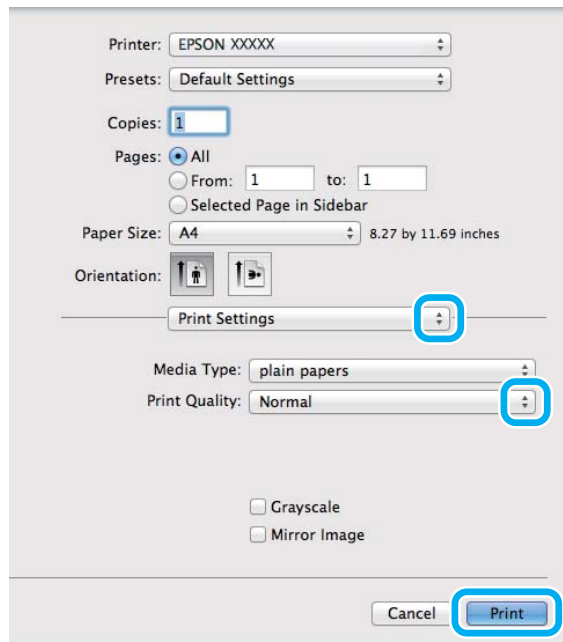 Printer: EPSON XXXXX
Presets: Default Settings
Copies: 1
Pages: All
From: 1 to: 1
Selected Page in Sidebar
Paper Size: A4 8.27 by 11.69 inches
Orientation:
Print Settings
Media Type: plain papers
Print Quality: Normal
Grayscale
Mirror Image
Cancel Print